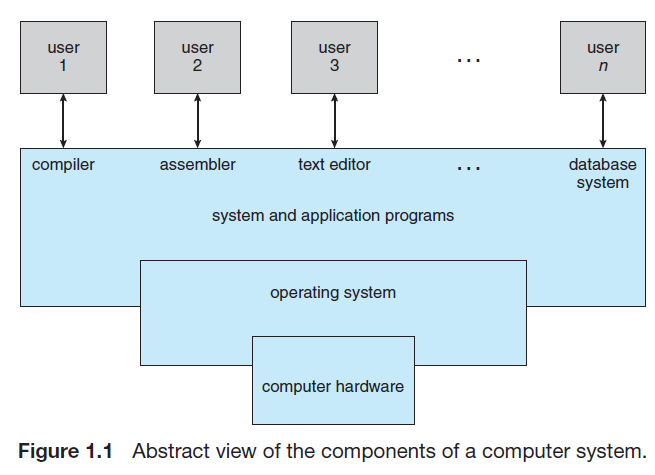 user
1
user
2
user
3
...
user
n
compiler
assembler
text editor
...
database
system
system and application programs
operating system
computer hardware
Figure 1.1 Abstract view of the components of a computer system.